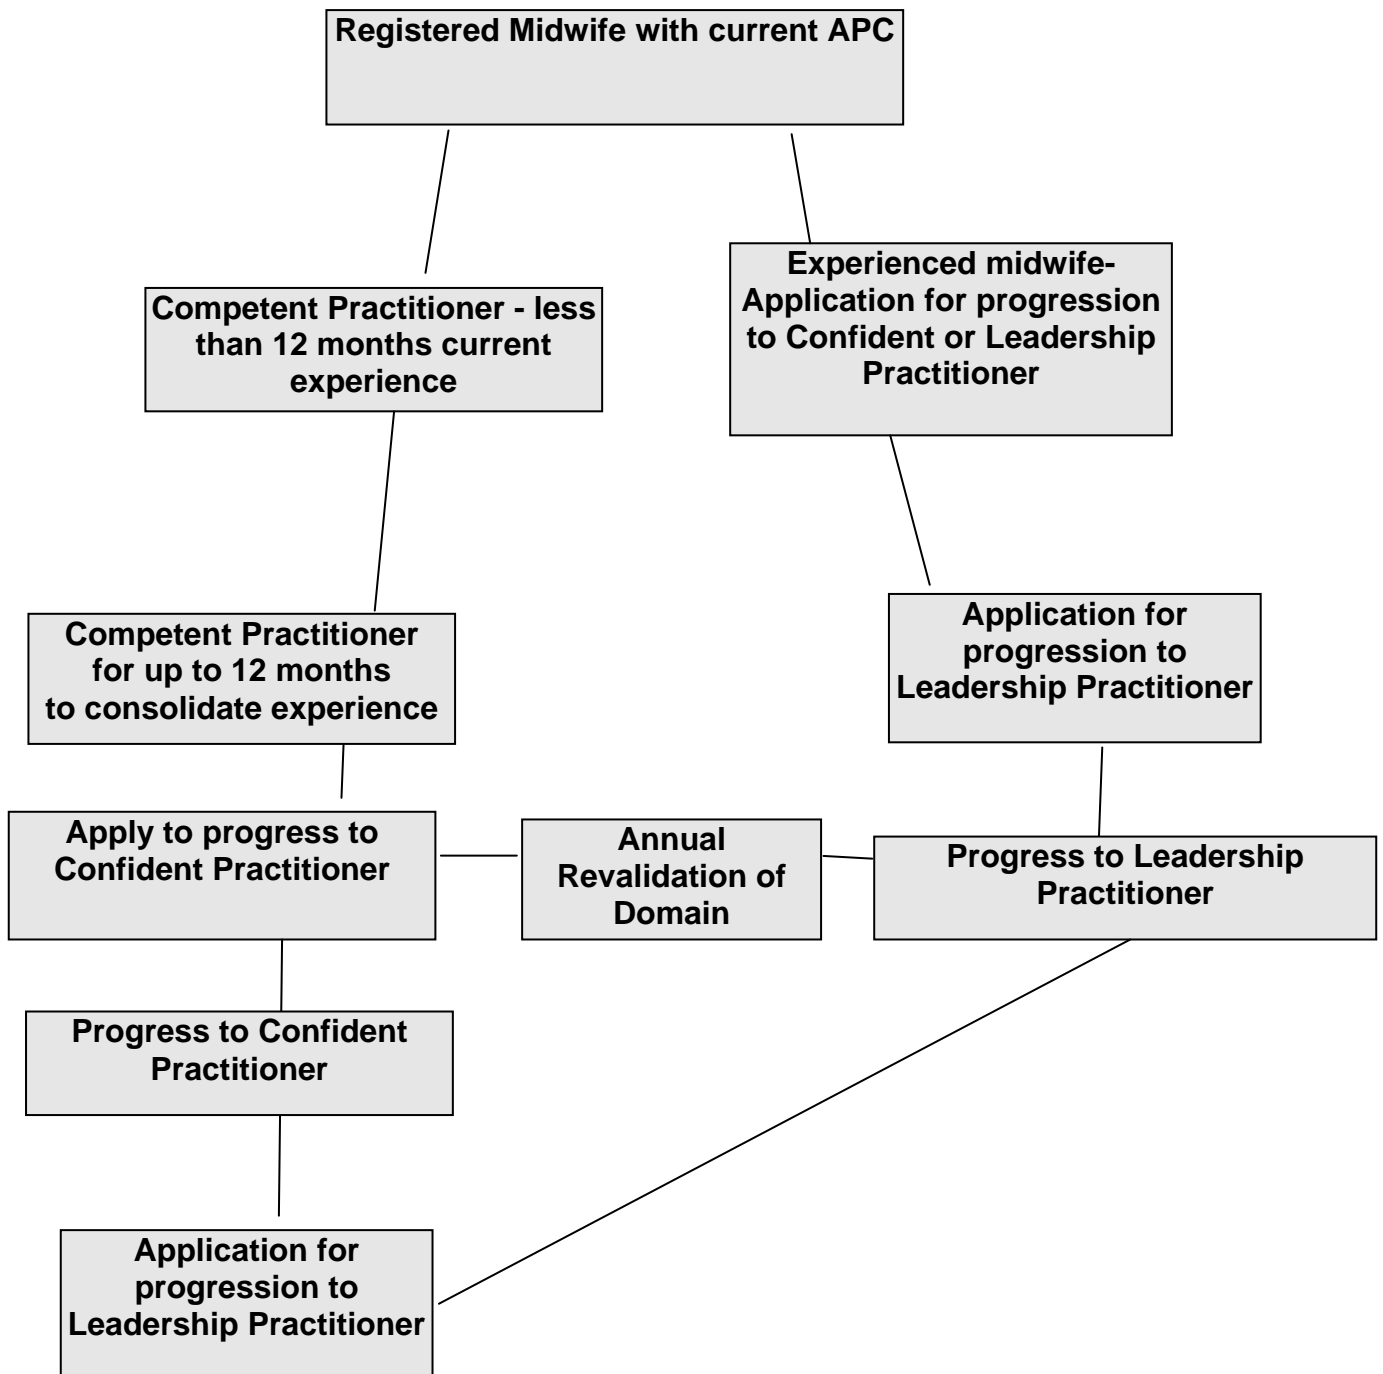 Registered Midwife with current APC
Competent Practitioner - less
than 12 months current
experience
Experienced midwife-
Application for progression
to Confident or Leadership
Practitioner
Competent Practitioner
for up to 12 months
to consolidate experience
Application for
progression to
Leadership Practitioner
Apply to progress to
Confident Practitioner
Annual
Revalidation of
Domain
Progress to Leadership
Practitioner
Progress to Confident
Practitioner
Application for
progression to
Leadership Practitioner